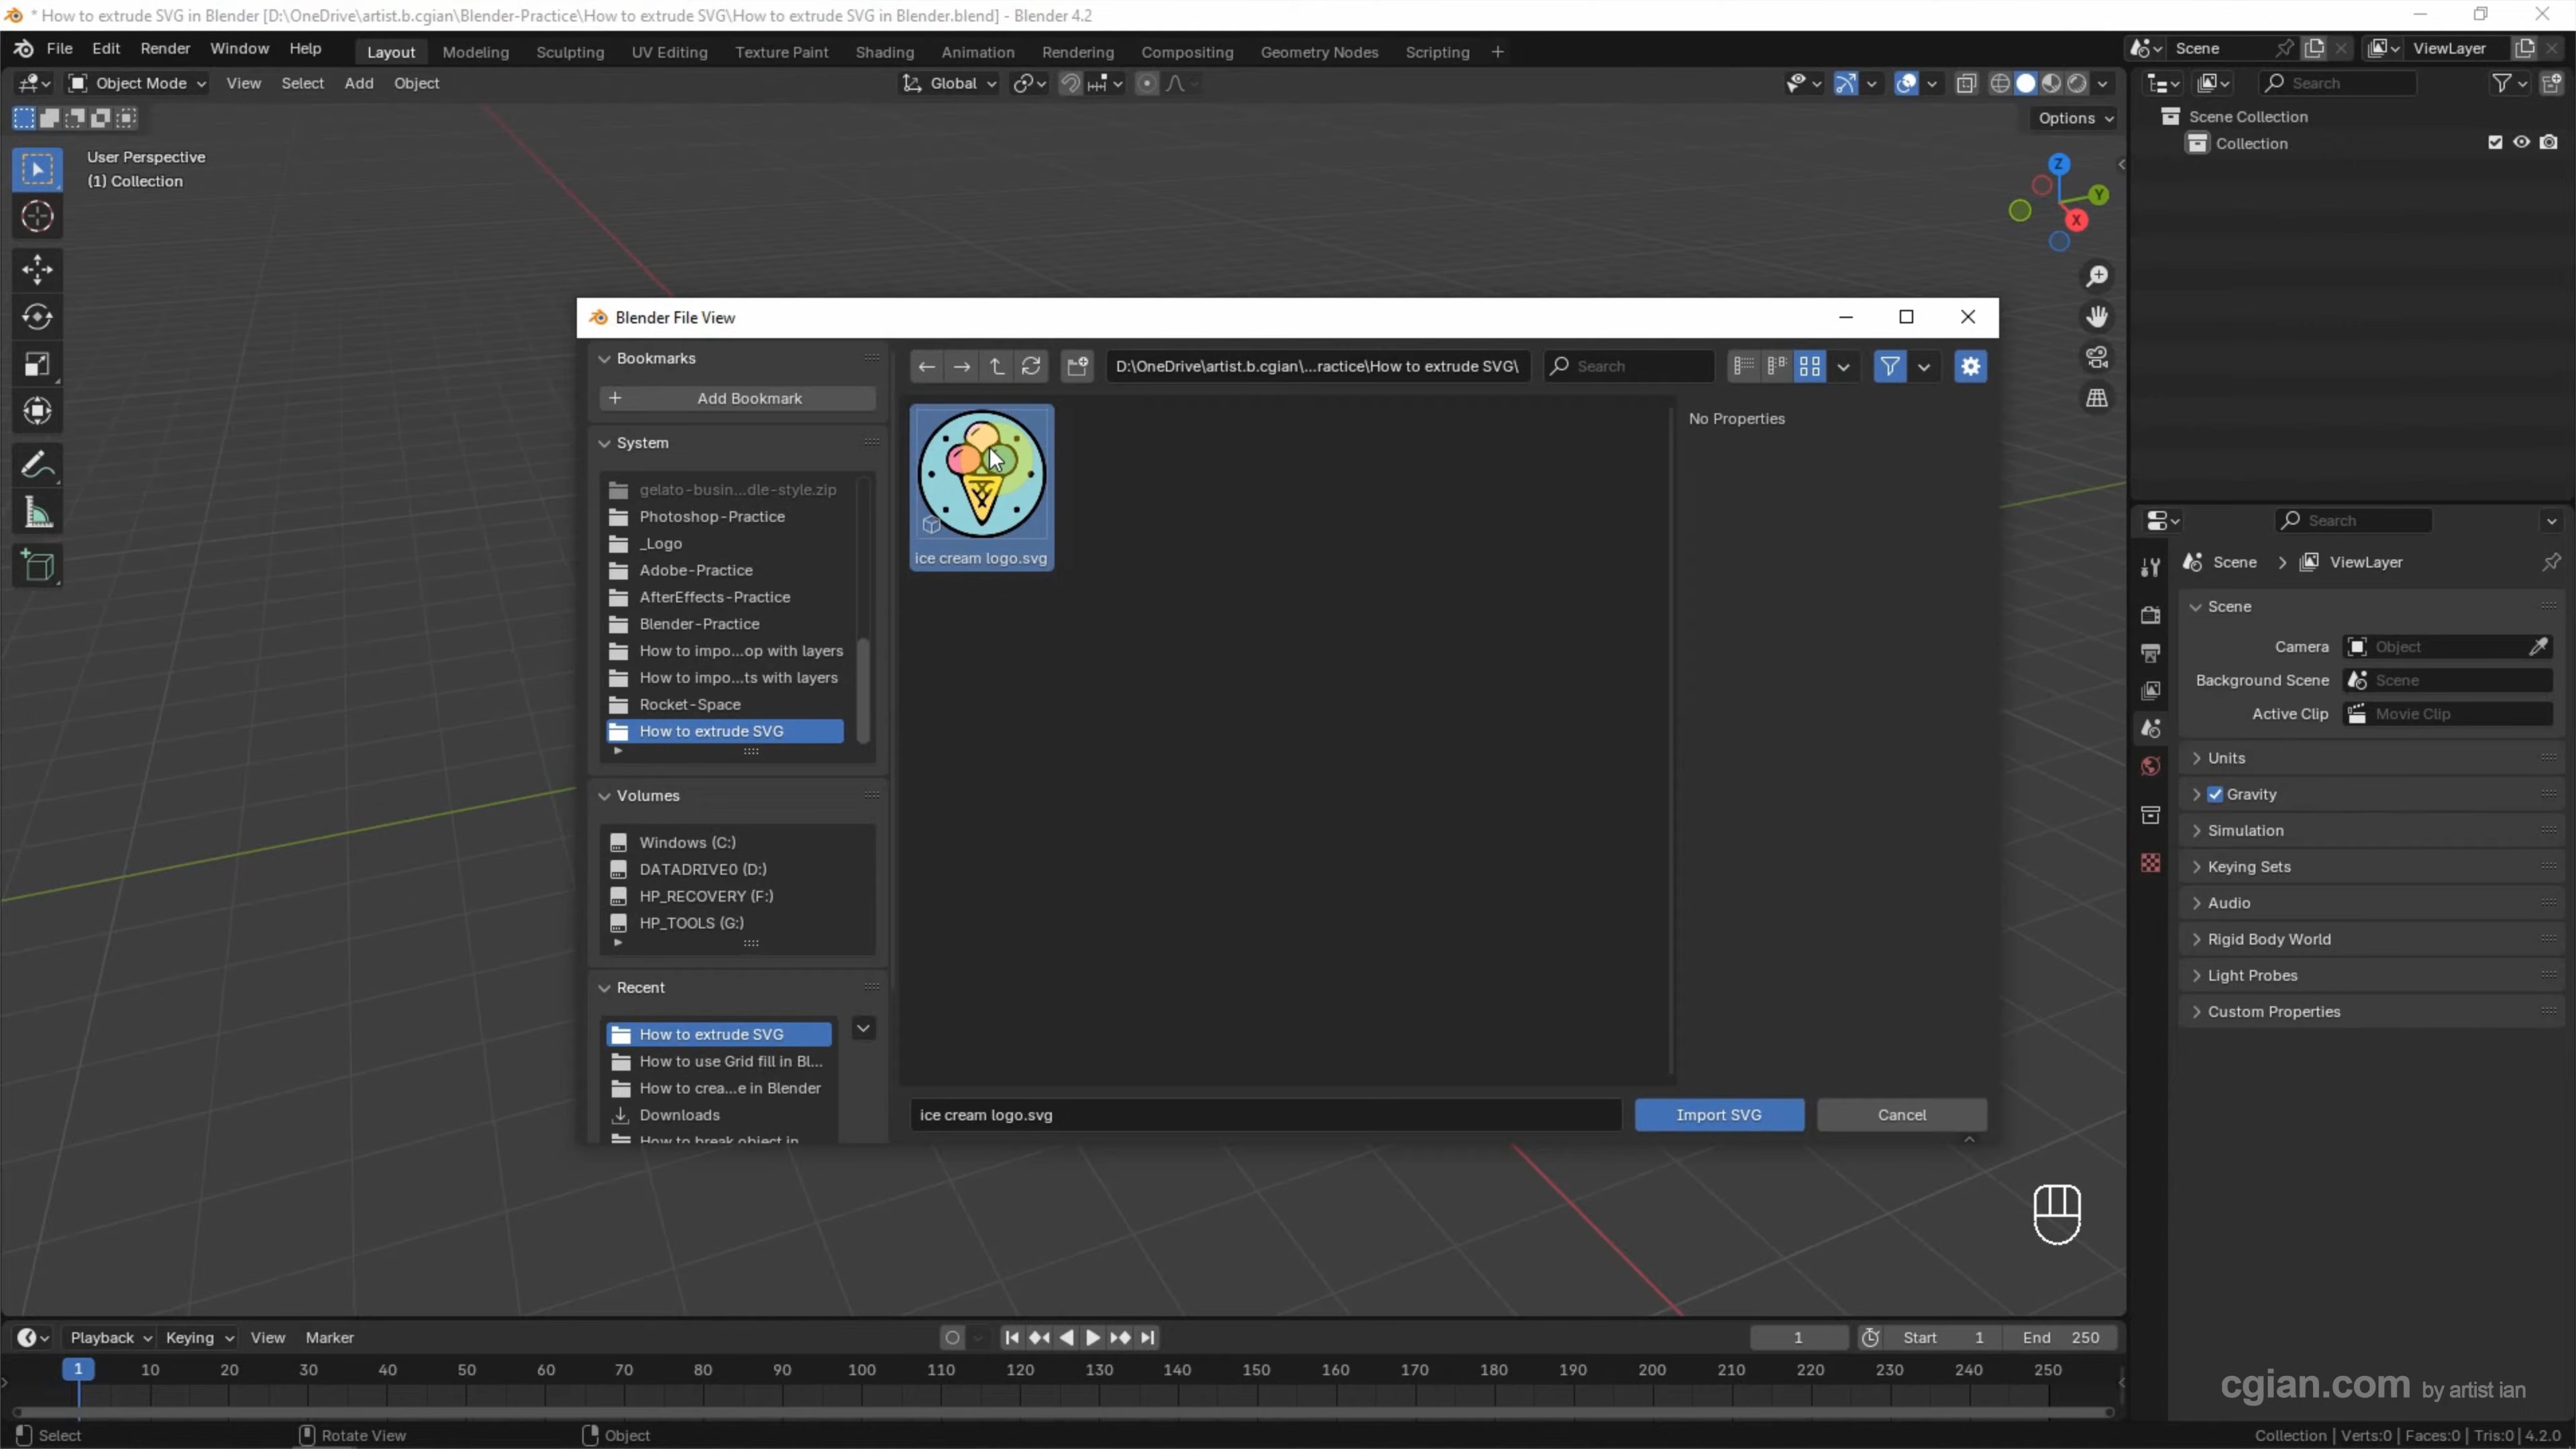 * How to extrude SVG in Blender [D:\OneDrive\artist.b.cgian\Blender-Practice\How to extrude SVG\How to extrude SVG in Blender.blend] - Blender 4.2
File Edit Render Window Help Layout Modeling Sculpting UV Editing Texture Paint Shading Animation Rendering Compositing Geometry Nodes Scripting + Scene ViewLayer
Object Mode View Select Add Object Global Search
Options
User Perspective
(1) Collection
Scene Collection
Collection
Z
Y
X
Blender File View
Bookmarks
Add Bookmark
System
gelato-busin...dle-style.zip
Photoshop-Practice
_Logo
Adobe-Practice
AfterEffects-Practice
Blender-Practice
How to impo...op with layers
How to impo...ts with layers
Rocket-Space
How to extrude SVG
Volumes
Windows (C:)
DATADRIVE0 (D:)
HP_RECOVERY (F:)
HP_TOOLS (G:)
Recent
How to extrude SVG
How to use Grid fill in Bl...
How to crea...e in Blender
Downloads
How to break object in
D:\OneDrive\artist.b.cgian\...ractice\How to extrude SVG\ Search
ice cream logo.svg
No Properties
ice cream logo.svg Import SVG Cancel
Search
Scene ViewLayer
Scene
Camera Object
Background Scene Scene
Active Clip Movie Clip
Units
Gravity
Simulation
Keying Sets
Audio
Rigid Body World
Light Probes
Custom Properties
Playback Keying View Marker 1 Start 1 End 250
1 10 20 30 40 50 60 70 80 90 100 110 120 130 140 150 160 170 180 190 200 210 220 230 240 250
cgian.com by artist ian
Select Rotate View Object Collection | Verts:0 | Faces:0 | Tris:0 | 4.2.0